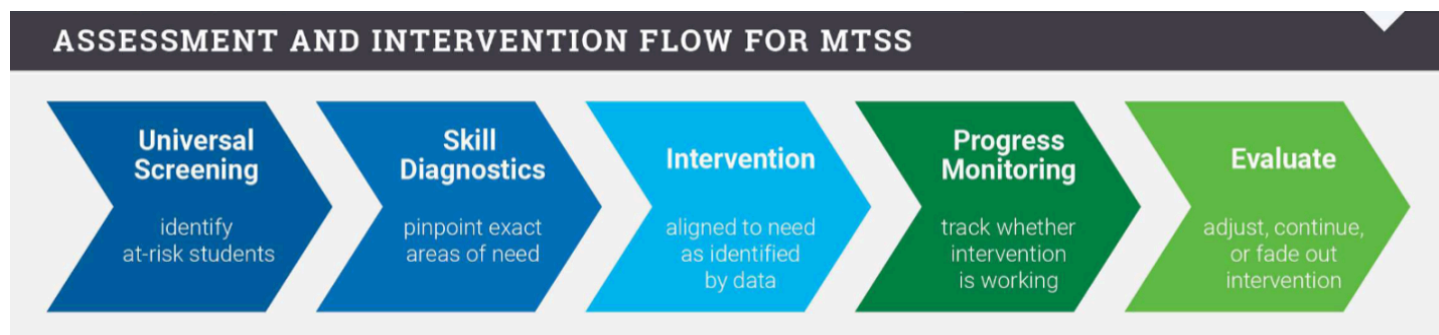 ASSESSMENT AND INTERVENTION FLOW FOR MTSS
Universal
Screening
identify
at-risk students
Skill
Diagnostics
pinpoint exact
areas of need
Intervention
aligned to need
as identified
by data
Progress
Monitoring
track whether
intervention
is working
Evaluate
adjust, continue,
or fade out
intervention